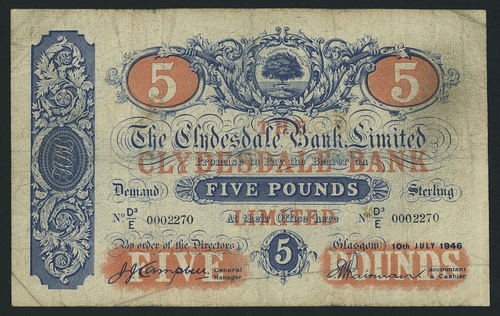 5 5
The Clydesdale Bank, Limited
THE
CLYDESDALE BANK
LIMITED
Promise to Pay the Bearer on
Demand FIVE POUNDS Sterling
No D3/E 0002270 At their Office here No D3/E 0002270
By order of the Directors Glasgow 10th JULY 1946
FIVE 5 POUNDS
J.J. Campbell General Manager. Accountant & Cashier.